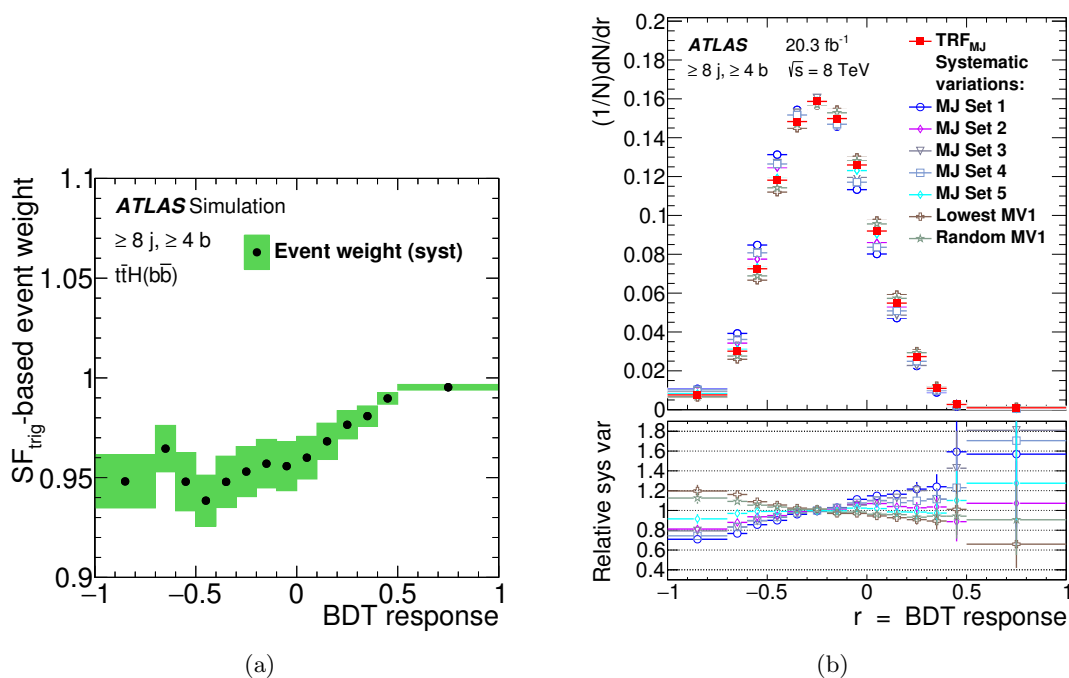 SF_trig-based event weight
1.1
1.05
1
0.95
0.9
ATLAS Simulation
≥ 8 j, ≥ 4 b
tt̄H(bb̄)
Event weight (syst)
−1 −0.5 0 0.5 1
BDT response
(a)
(1/N)dN/dr
0.2
0.18
0.16
0.14
0.12
0.1
0.08
0.06
0.04
0.02
0
ATLAS 20.3 fb⁻¹
≥ 8 j, ≥ 4 b √s = 8 TeV
TRF_MJ
Systematic
variations:
MJ Set 1
MJ Set 2
MJ Set 3
MJ Set 4
MJ Set 5
Lowest MV1
Random MV1
Relative sys var
1.8
1.6
1.4
1.2
1.0
0.8
0.6
0.4
−1 −0.5 0 0.5 1
r = BDT response
(b)